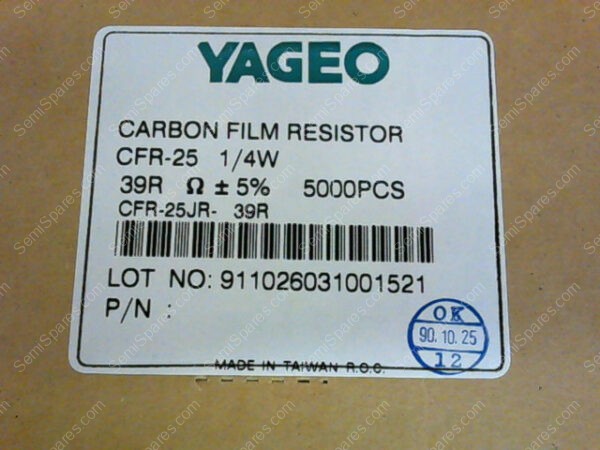 YAGEO
CARBON FILM RESISTOR
CFR-25 1/4W
39R Ω ± 5% 5000PCS
CFR-25JR- 39R
LOT NO: 911026031001521
P/N :
OK
90.10.25
12
MADE IN TAIWAN R.O.C.
SemiSpares.com